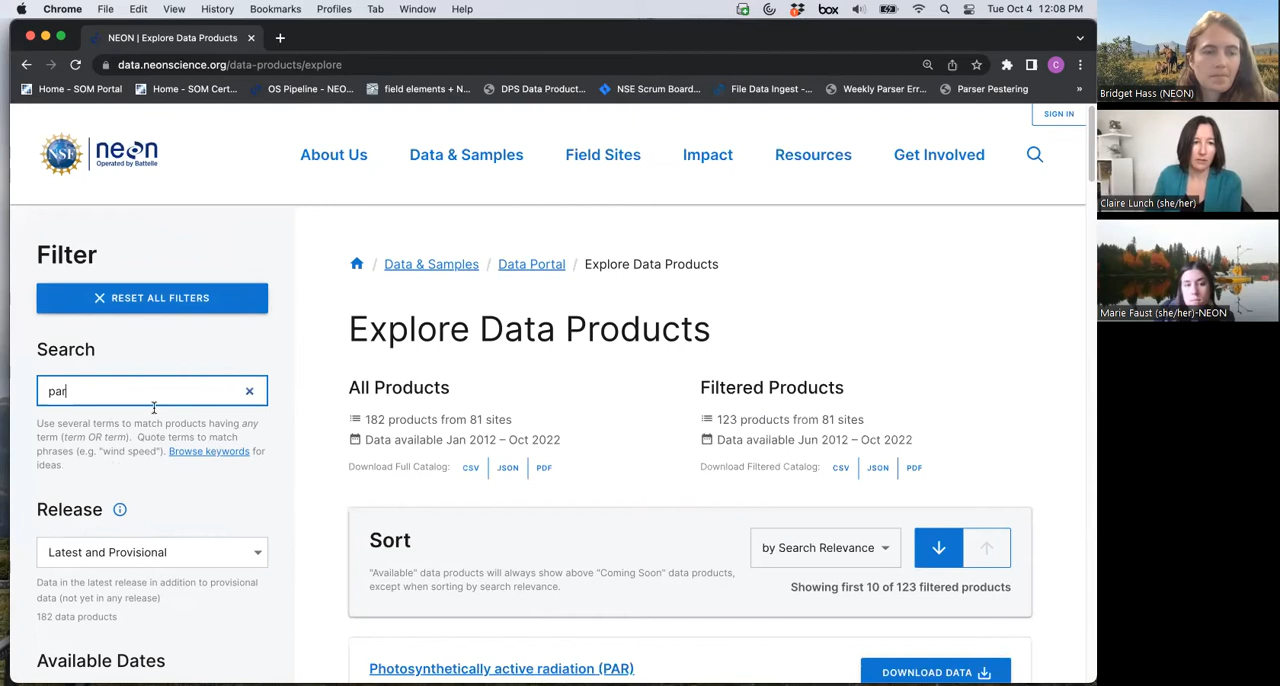 Chrome File Edit View History Bookmarks Profiles Tab Window Help box Tue Oct 4 12:08 PM
NEON | Explore Data Products
data.neonscience.org/data-products/explore
Home - SOM Portal Home - SOM Cert... OS Pipeline - NEO... field elements + N... DPS Data Product... NSE Scrum Board... File Data Ingest -... Weekly Parser Err... Parser Pestering »
SIGN IN
NSF neon
Operated by Battelle
About Us Data & Samples Field Sites Impact Resources Get Involved
Filter
RESET ALL FILTERS
Search
par
Use several terms to match products having any
term (term OR term). Quote terms to match
phrases (e.g. "wind speed"). Browse keywords for
ideas.
Release
Latest and Provisional
Data in the latest release in addition to provisional
data (not yet in any release)
182 data products
Available Dates
/ Data & Samples / Data Portal / Explore Data Products
Explore Data Products
All Products
182 products from 81 sites
Data available Jan 2012 – Oct 2022
Download Full Catalog: CSV JSON PDF
Filtered Products
123 products from 81 sites
Data available Jun 2012 – Oct 2022
Download Filtered Catalog: CSV JSON PDF
Sort
"Available" data products will always show above "Coming Soon" data products,
except when sorting by search relevance.
by Search Relevance
Showing first 10 of 123 filtered products
Photosynthetically active radiation (PAR)
DOWNLOAD DATA
Bridget Hass (NEON)
Claire Lunch (she/her)
Marie Faust (she/her)-NEON
C